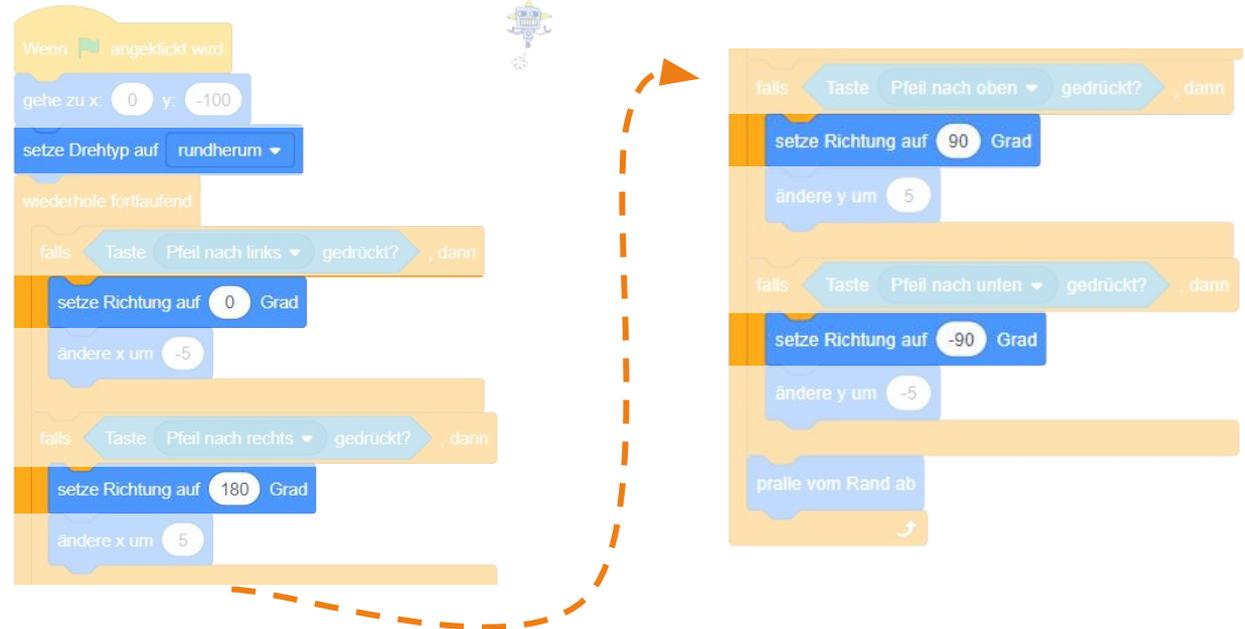 Wenn angeklickt wird
gehe zu x: 0 y: -100
setze Drehtyp auf rundherum
wiederhole fortlaufend
falls Taste Pfeil nach links gedrückt? , dann
setze Richtung auf 0 Grad
ändere x um -5
falls Taste Pfeil nach rechts gedrückt? , dann
setze Richtung auf 180 Grad
ändere x um 5
falls Taste Pfeil nach oben gedrückt? , dann
setze Richtung auf 90 Grad
ändere y um 5
falls Taste Pfeil nach unten gedrückt? , dann
setze Richtung auf -90 Grad
ändere y um -5
pralle vom Rand ab